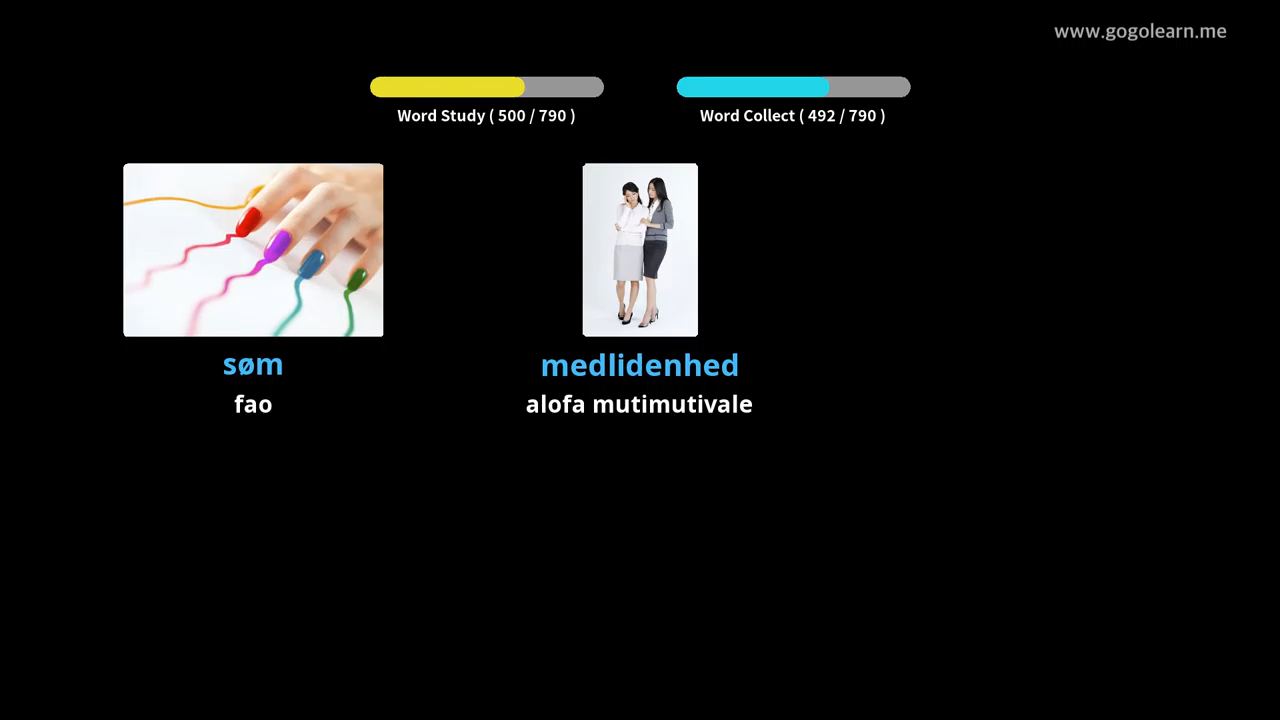 www.gogolearn.me
Word Study ( 500 / 790 )
Word Collect ( 492 / 790 )
søm
fao
medlidenhed
alofa mutimutivale